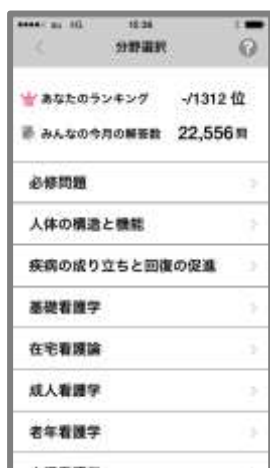 au
分野選択
?
あなたのランキング -/1312 位
みんなの今月の解答数 22,556 問
必修問題
人体の構造と機能
疾病の成り立ちと回復の促進
基礎看護学
在宅看護論
成人看護学
老年看護学